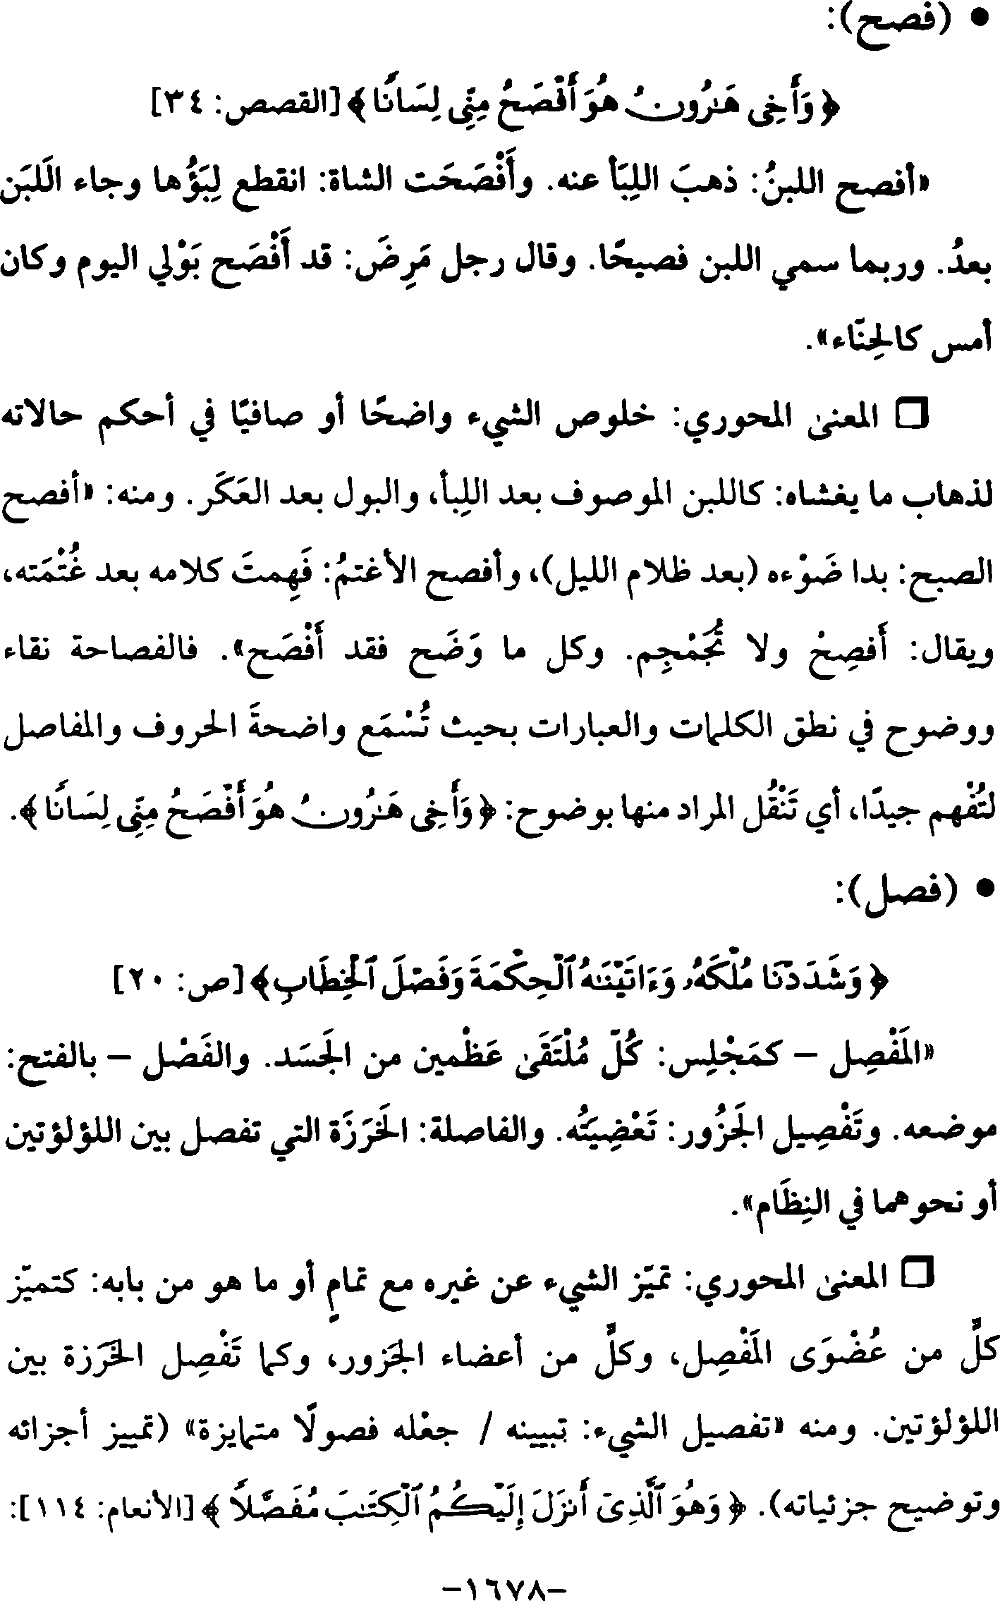 • (فصح):
﴿وَأَخِى هَـٰرُونُ هُوَ أَفْصَحُ مِنِّى لِسَانًا﴾ [القصص: ٣٤]
«أفصح اللبنُ: ذهبَ اللِبَأ عنه. وأَفْصَحَت الشاة: انقطع لِبَؤُها وجاء الَلبَن
بعدُ. وربما سمي اللبن فصيحًا. وقال رجل مَرِضَ: قد أَفْصَح بَوْلي اليوم وكان
أمس كالحِنّاء».
□ المعنىٰ المحوري: خلوص الشيء واضحًا أو صافيًا في أحكم حالاته
لذهاب ما يغشاه: كاللبن الموصوف بعد اللِبأ، والبول بعد العَكَر. ومنه: «أفصح
الصبح: بدا ضَوْءه (بعد ظلام الليل)، وأفصح الأغتمُ: فَهِمتَ كلامه بعد غُتْمَته،
ويقال: أَفصِحْ ولا تُجَمْجِم. وكل ما وَضَح فقد أَفْصَح». فالفصاحة نقاء
ووضوح في نطق الكلمات والعبارات بحيث تُسْمَع واضحةَ الحروف والمفاصل
لتُفْهم جيدًا، أي تَنْقُل المراد منها بوضوح: ﴿وَأَخِى هَـٰرُونُ هُوَ أَفْصَحُ مِنِّى لِسَانًا﴾.
• (فصل):
﴿وَشَدَدْنَا مُلْكَهُۥ وَءَاتَيْنَـٰهُ ٱلْحِكْمَةَ وَفَصْلَ ٱلْخِطَابِ﴾ [ص: ٢٠]
«المَفْصِل – كمَجْلِس: كُلّ مُلْتَقَىٰ عَظْمين من الجَسَد. والفَصْل – بالفتح:
موضعه. وتَفْصِيل الجَزُور: تَعْضِيَتُه. والفاصلة: الخَرَزَة التي تفصل بين اللؤلؤتين
أو نحوهما في النِظَام».
□ المعنىٰ المحوري: تميّز الشيء عن غيره مع تمامٍ أو ما هو من بابه: كتميّز
كلٍّ من عُضْوَى المَفْصِل، وكلٍّ من أعضاء الجَزور، وكما تَفْصِل الخَرَزة بين
اللؤلؤتين. ومنه «تفصيل الشيء: تبيينه / جعْله فصولًا متمايزة» (تمييز أجزائه
وتوضيح جزئياته). ﴿وَهُوَ ٱلَّذِىٓ أَنزَلَ إِلَيْكُمُ ٱلْكِتَـٰبَ مُفَصَّلًا﴾ [الأنعام: ١١٤]:
-١٦٧٨-